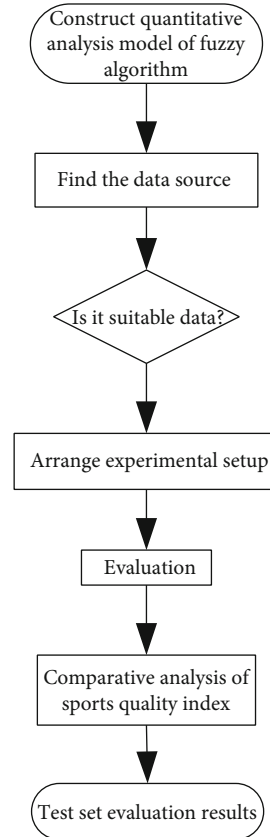 Construct quantitative
analysis model of fuzzy
algorithm
Find the data source
Is it suitable data?
Arrange experimental setup
Evaluation
Comparative analysis of
sports quality index
Test set evaluation results